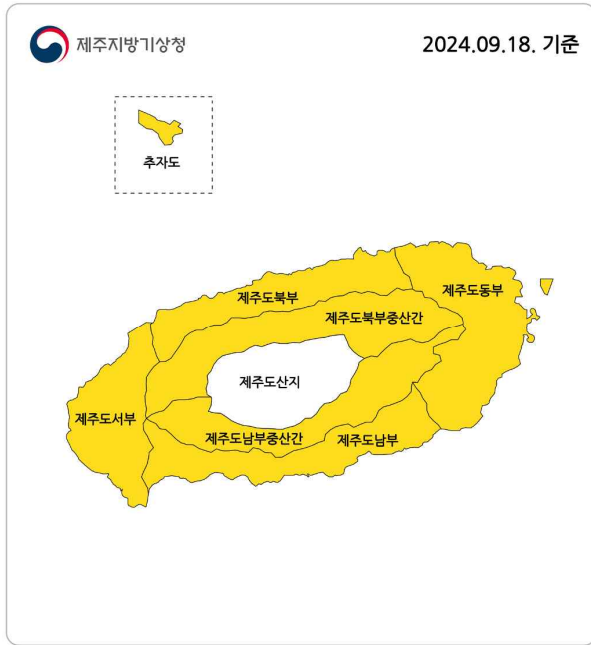 제주지방기상청
2024.09.18. 기준
추자도
제주도북부
제주도동부
제주도북부중산간
제주도산지
제주도서부
제주도남부중산간
제주도남부